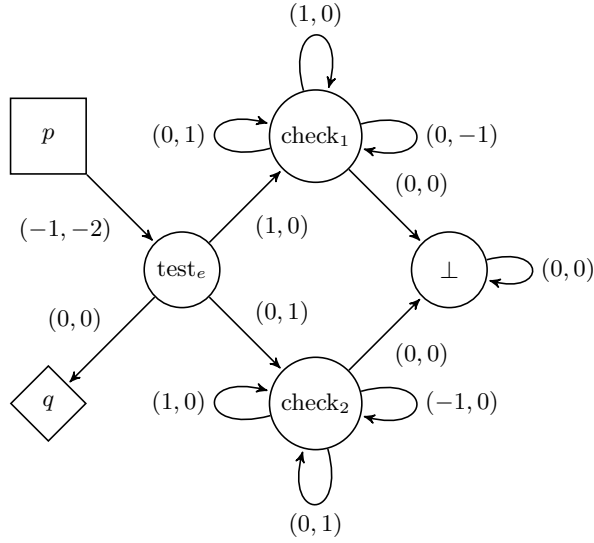 (1, 0)
p
(0, 1)
check₁
(0, −1)
(0, 0)
(−1, −2)
(1, 0)
testₑ
⊥
(0, 0)
(0, 0)
(0, 1)
(0, 0)
q
(1, 0)
check₂
(−1, 0)
(0, 1)